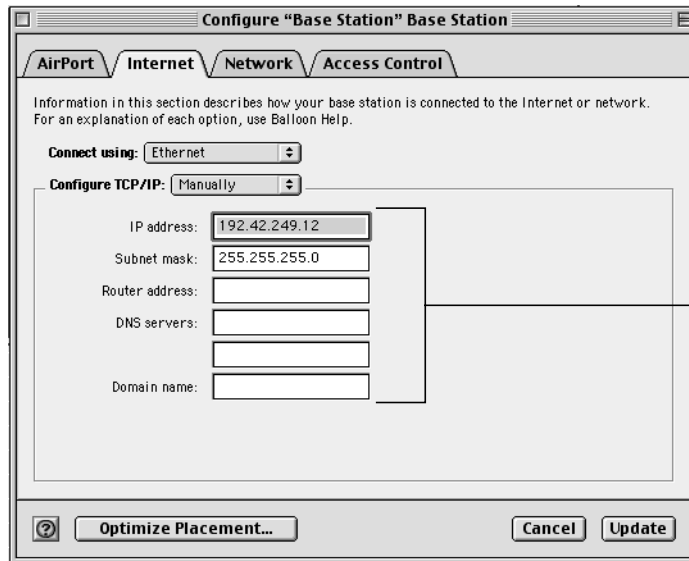 Configure “Base Station” Base Station
AirPort Internet Network Access Control
Information in this section describes how your base station is connected to the Internet or network.
For an explanation of each option, use Balloon Help.
Connect using: Ethernet
Configure TCP/IP: Manually
IP address: 192.42.249.12
Subnet mask: 255.255.255.0
Router address:
DNS servers:
Domain name:
? Optimize Placement... Cancel Update